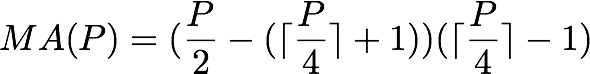 MA(P) = (P/2 − (⌈P/4⌉ + 1))(⌈P/4⌉ − 1)